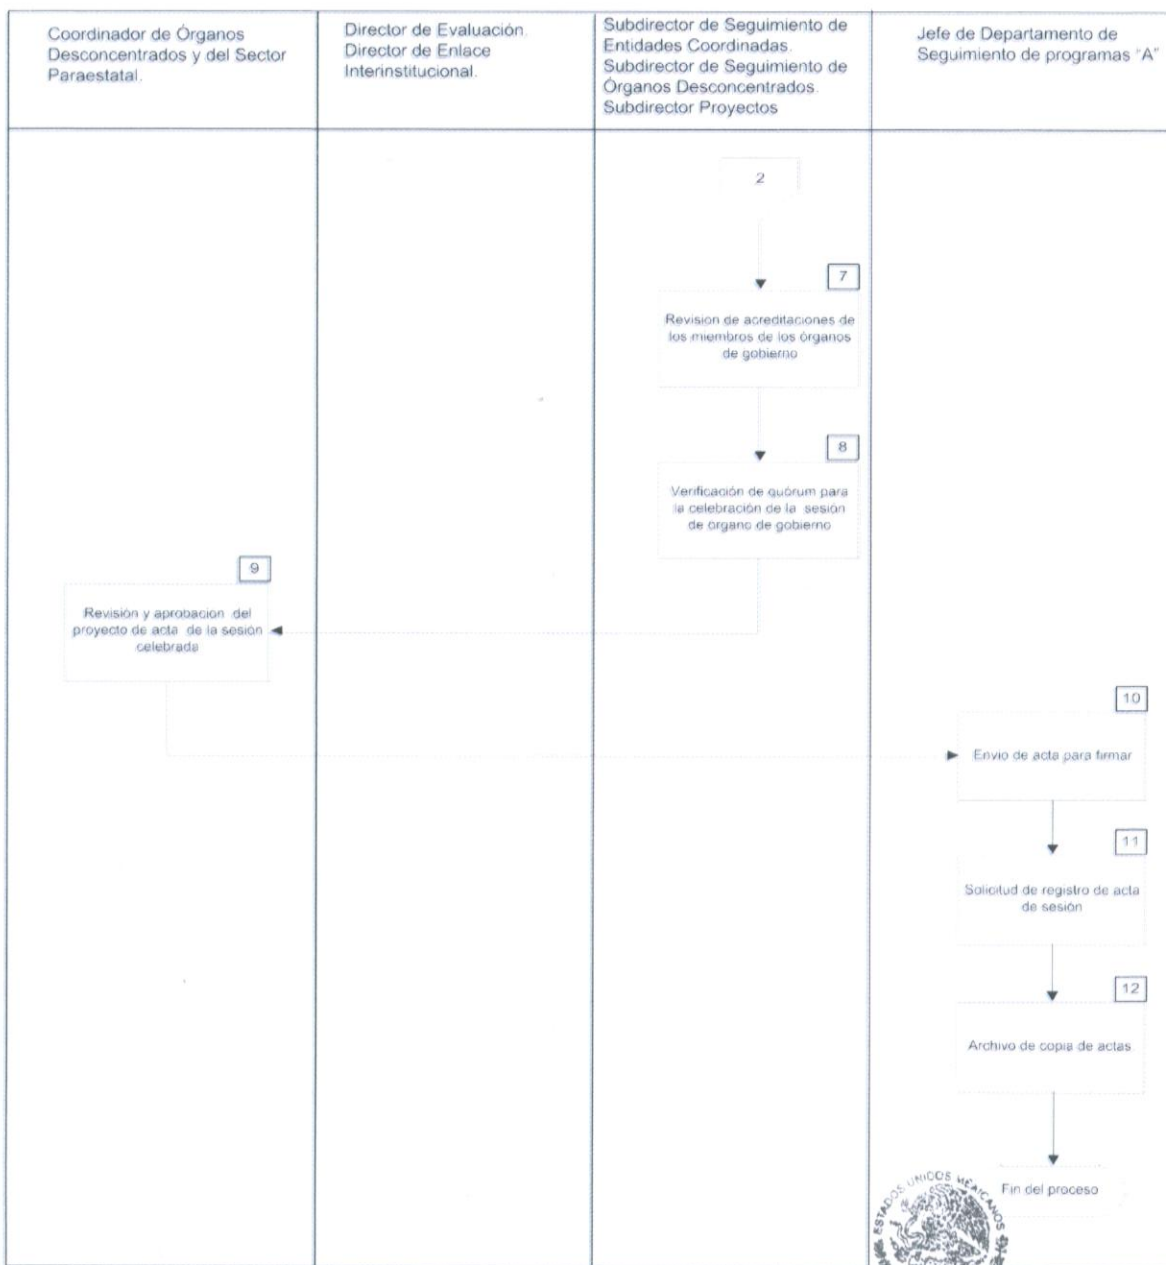 Coordinador de Órganos
Desconcentrados y del Sector
Paraestatal.
Director de Evaluación.
Director de Enlace
Interinstitucional.
Subdirector de Seguimiento de
Entidades Coordinadas.
Subdirector de Seguimiento de
Órganos Desconcentrados.
Subdirector Proyectos
Jefe de Departamento de
Seguimiento de programas "A"
2
7
Revision de acreditaciones de
los miembros de los órganos
de gobierno
8
Verificación de quórum para
la celebración de la sesión
de órgano de gobierno
9
Revisión y aprobacion del
proyecto de acta de la sesión
celebrada
10
Envio de acta para firmar
11
Solicitud de registro de acta
de sesión
12
Archivo de copia de actas
Fin del proceso
ESTADOS UNIDOS MEXICANOS